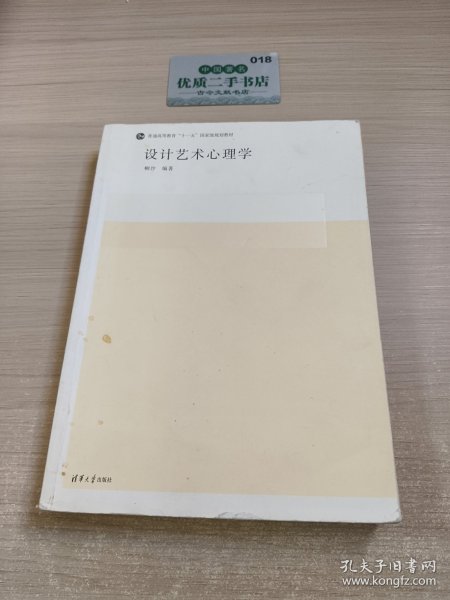 018
中国著名
优质二手书店
古今文献书店
普通高等教育“十一五”国家级规划教材
设计艺术心理学
柳沙 编著
清华大学出版社
孔夫子旧书网
www.kongfz.com